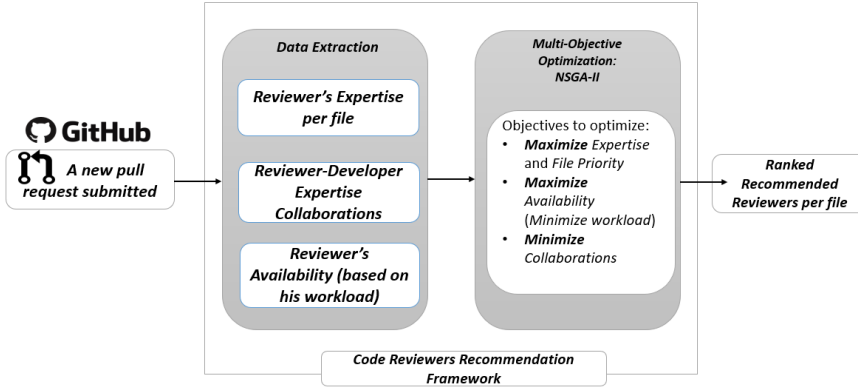 GitHub
A new pull
request submitted
Data Extraction
Reviewer's Expertise
per file
Reviewer-Developer
Expertise
Collaborations
Reviewer's
Availability (based on
his workload)
Multi-Objective
Optimization:
NSGA-II
Objectives to optimize:
• Maximize Expertise
and File Priority
• Maximize
Availability
(Minimize workload)
• Minimize
Collaborations
Ranked
Recommended
Reviewers per file
Code Reviewers Recommendation
Framework